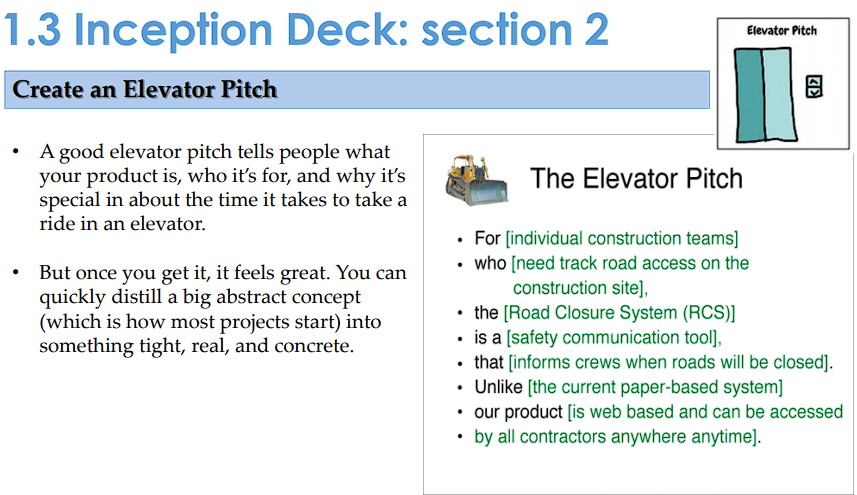 1.3 Inception Deck: section 2
Elevator Pitch
Create an Elevator Pitch
• A good elevator pitch tells people what
your product is, who it’s for, and why it’s
special in about the time it takes to take a
ride in an elevator.
• But once you get it, it feels great. You can
quickly distill a big abstract concept
(which is how most projects start) into
something tight, real, and concrete.
The Elevator Pitch
• For [individual construction teams]
• who [need track road access on the
construction site],
• the [Road Closure System (RCS)]
• is a [safety communication tool],
• that [informs crews when roads will be closed].
• Unlike [the current paper-based system]
• our product [is web based and can be accessed
• by all contractors anywhere anytime].